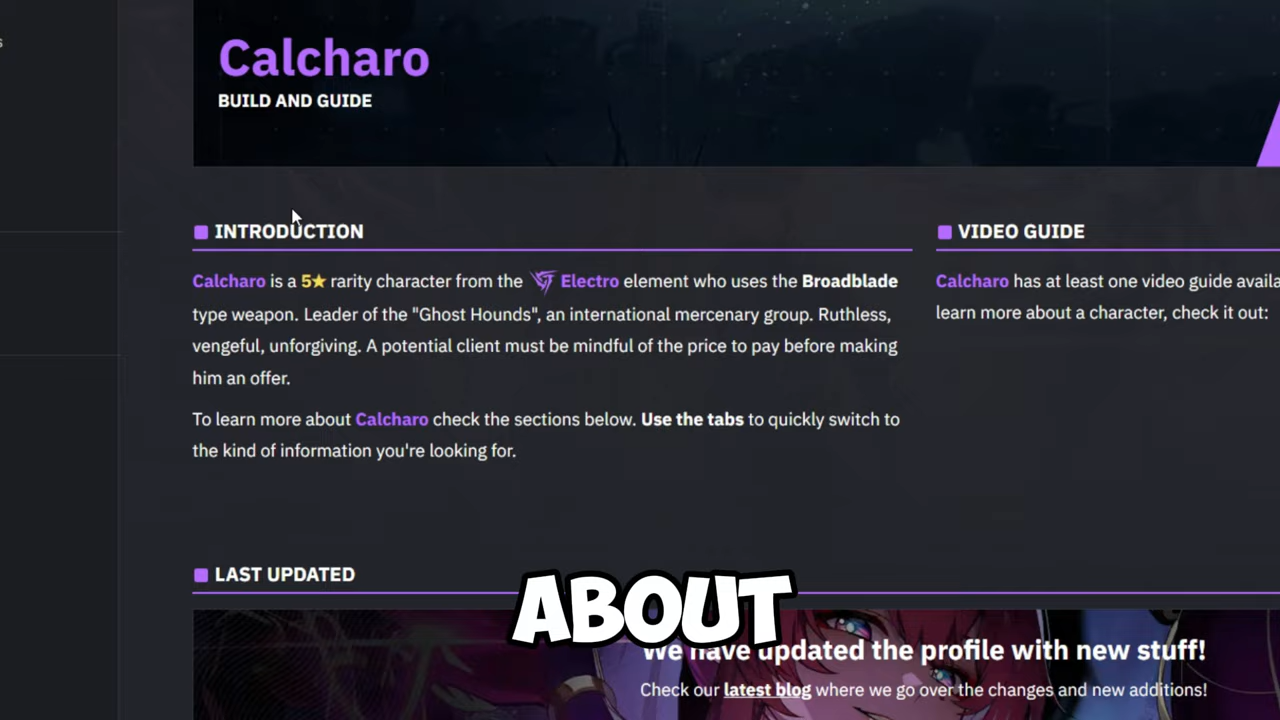 s
Calcharo
BUILD AND GUIDE
INTRODUCTION
Calcharo is a 5★ rarity character from the Electro element who uses the Broadblade
type weapon. Leader of the "Ghost Hounds", an international mercenary group. Ruthless,
vengeful, unforgiving. A potential client must be mindful of the price to pay before making
him an offer.
To learn more about Calcharo check the sections below. Use the tabs to quickly switch to
the kind of information you're looking for.
VIDEO GUIDE
Calcharo has at least one video guide availa
learn more about a character, check it out:
LAST UPDATED
ABOUT
We have updated the profile with new stuff!
Check our latest blog where we go over the changes and new additions!